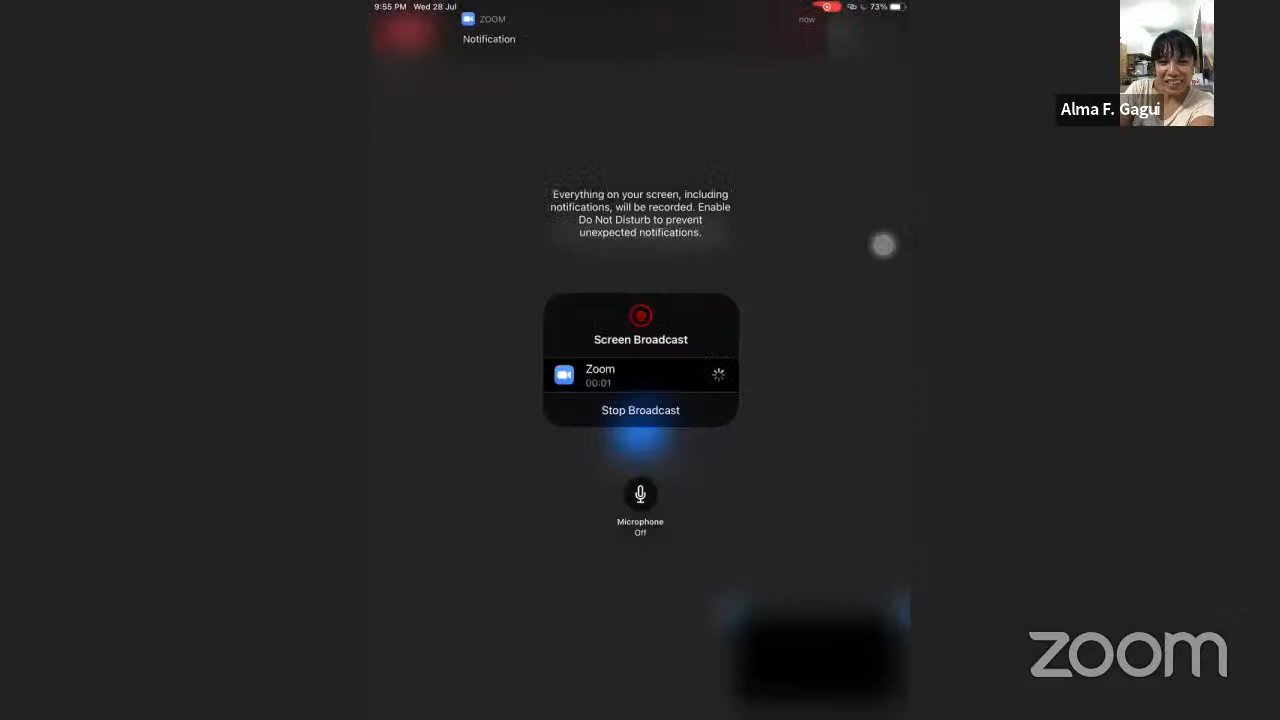 9:55 PM Wed 28 Jul
73%
ZOOM
now
Notification
Alma F. Gagui
Everything on your screen, including
notifications, will be recorded. Enable
Do Not Disturb to prevent
unexpected notifications.
Screen Broadcast
Zoom
00:01
Stop Broadcast
Microphone
Off
zoom